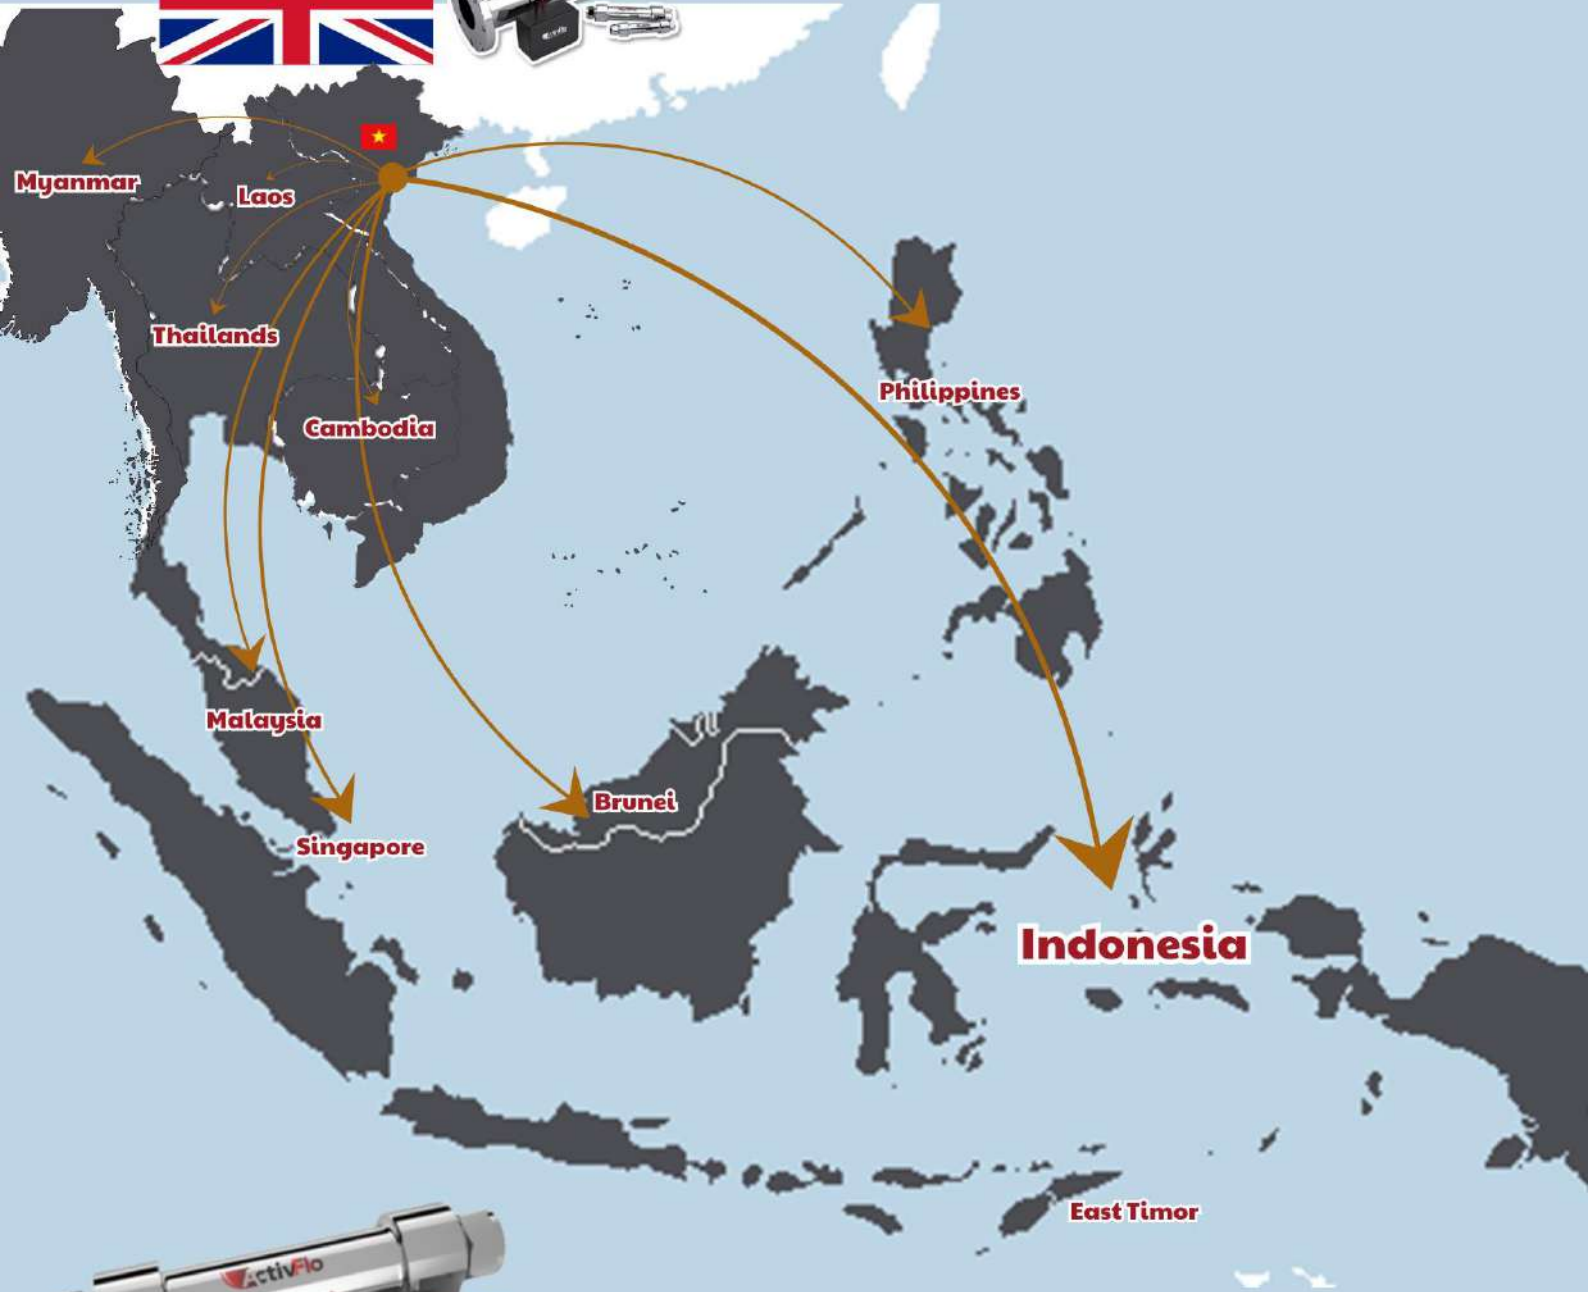 Myanmar
Laos
Thailands
Philippines
Cambodia
Malaysia
Brunei
Singapore
Indonesia
East Timor
ActivFlo